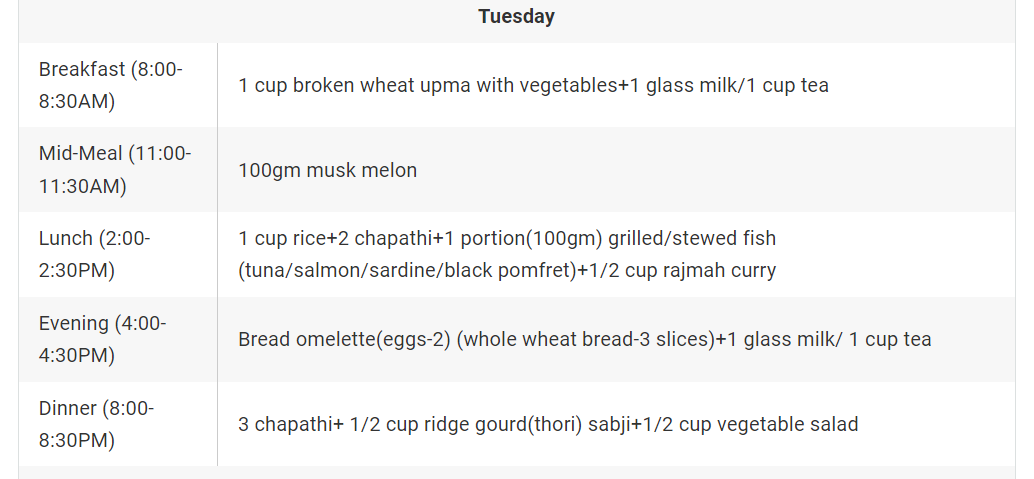 Tuesday
Breakfast (8:00-
8:30AM)
1 cup broken wheat upma with vegetables+1 glass milk/1 cup tea
Mid-Meal (11:00-
11:30AM)
100gm musk melon
Lunch (2:00-
2:30PM)
1 cup rice+2 chapathi+1 portion(100gm) grilled/stewed fish
(tuna/salmon/sardine/black pomfret)+1/2 cup rajmah curry
Evening (4:00-
4:30PM)
Bread omelette(eggs-2) (whole wheat bread-3 slices)+1 glass milk/ 1 cup tea
Dinner (8:00-
8:30PM)
3 chapathi+ 1/2 cup ridge gourd(thori) sabji+1/2 cup vegetable salad